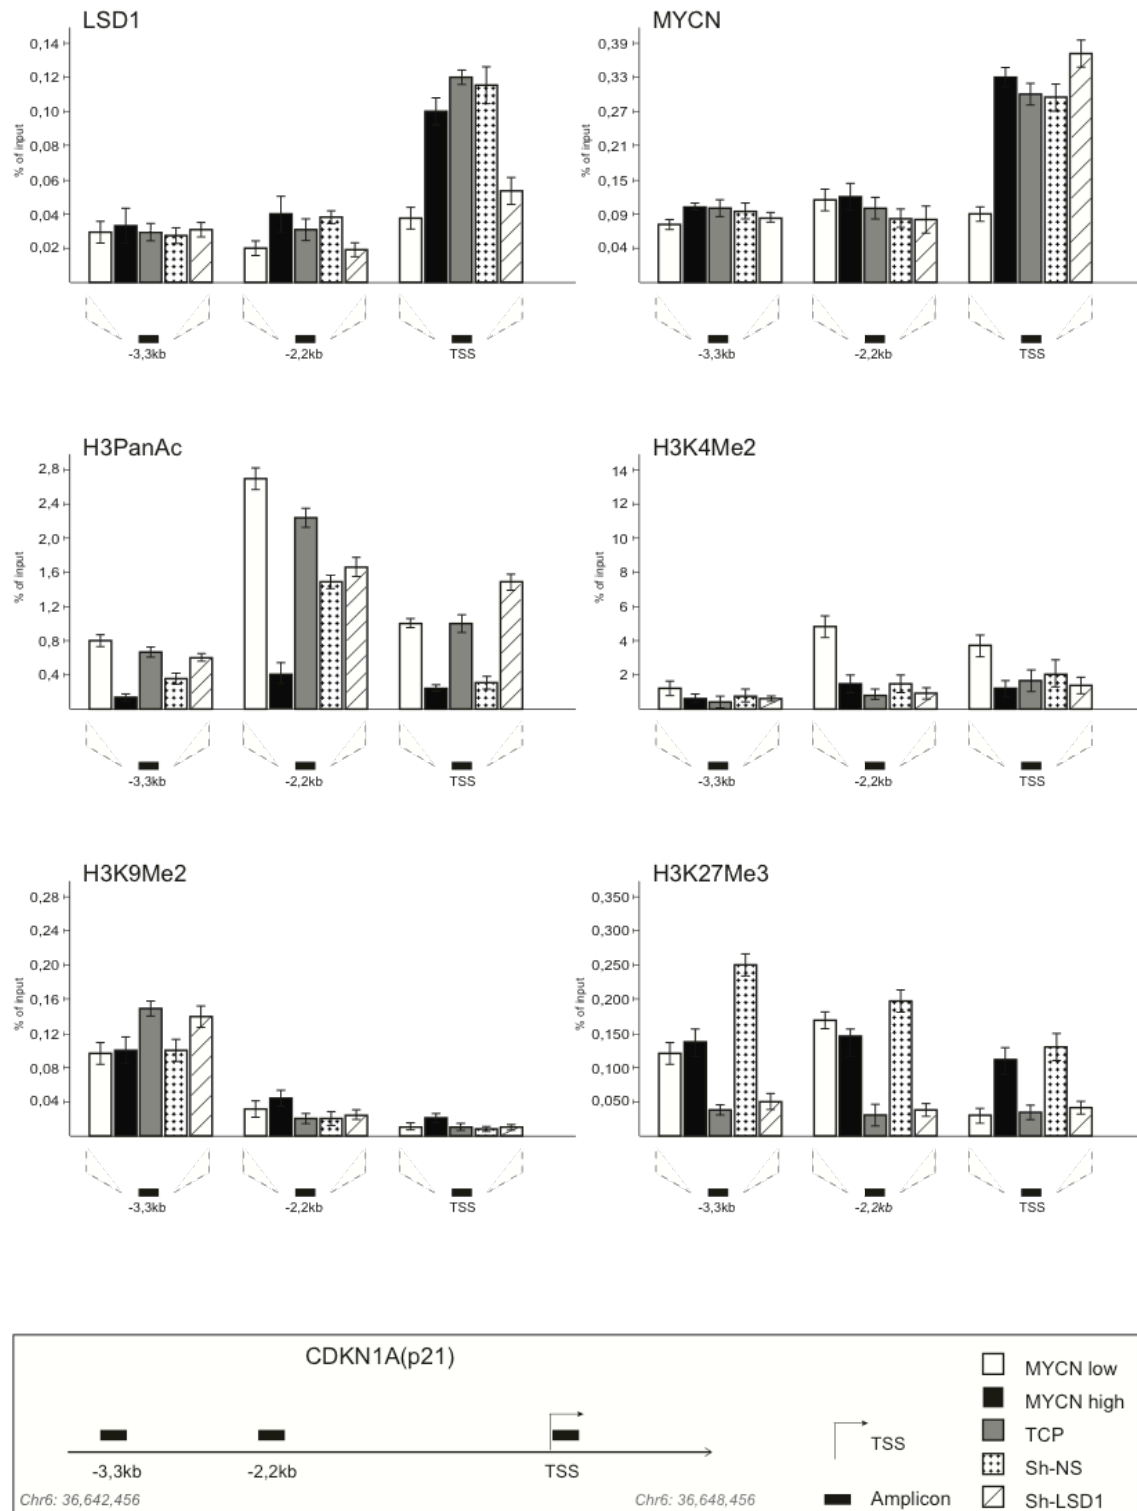 LSD1
% of input
0,14
0,12
0,10
0,08
0,06
0,04
0,02
-3,3kb
-2,2kb
TSS
MYCN
% of input
0,39
0,33
0,27
0,21
0,15
0,09
0,04
-3,3kb
-2,2kb
TSS
H3PanAc
% of input
2,8
2,4
2,0
1,6
1,2
0,8
0,4
-3,3kb
-2,2kb
TSS
H3K4Me2
% of input
14
12
10
8
6
4
2
-3,3kb
-2,2kb
TSS
H3K9Me2
% of input
0,28
0,24
0,20
0,16
0,12
0,08
0,04
-3,3kb
-2,2kb
TSS
H3K27Me3
% of input
0,350
0,300
0,250
0,200
0,150
0,100
0,050
-3,3kb
-2,2kb
TSS
CDKN1A(p21)
-3,3kb
-2,2kb
TSS
Chr6: 36,642,456
Chr6: 36,648,456
TSS
Amplicon
MYCN low
MYCN high
TCP
Sh-NS
Sh-LSD1